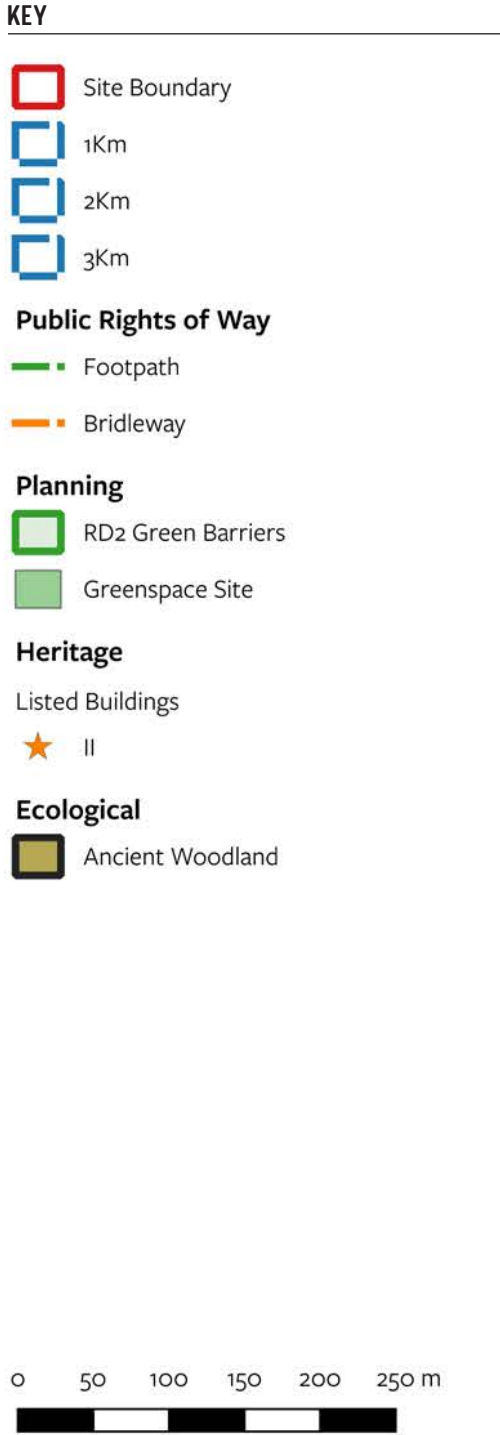 KEY
Site Boundary
1Km
2Km
3Km
Public Rights of Way
Footpath
Bridleway
Planning
RD2 Green Barriers
Greenspace Site
Heritage
Listed Buildings
II
Ecological
Ancient Woodland
0 50 100 150 200 250 m